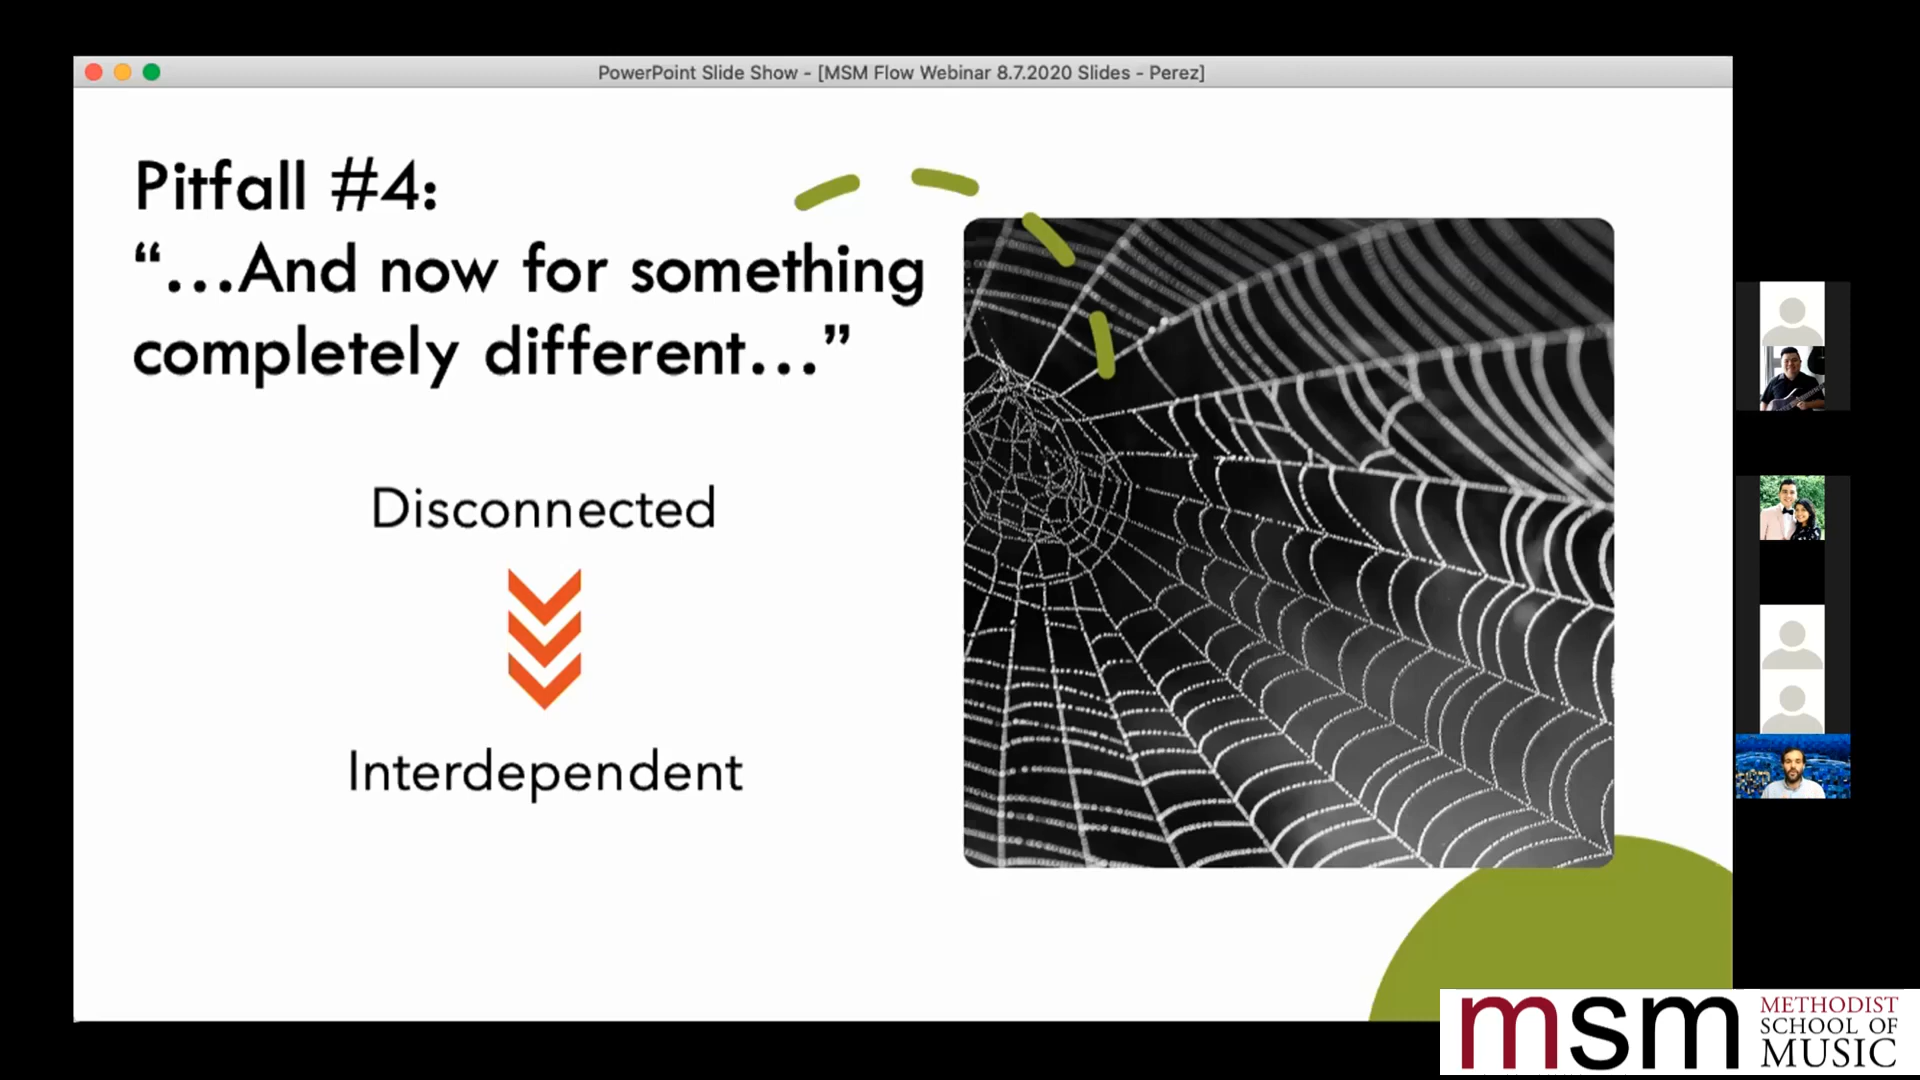 PowerPoint Slide Show - [MSM Flow Webinar 8.7.2020 Slides - Perez]
Pitfall #4:
“...And now for something
completely different...”
Disconnected
Interdependent
msm
METHODIST
SCHOOL OF
MUSIC